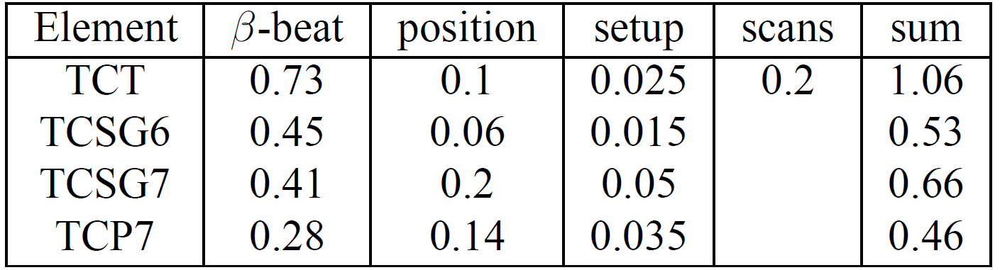 Element β-beat position setup scans sum
TCT 0.73 0.1 0.025 0.2 1.06
TCSG6 0.45 0.06 0.015 0.53
TCSG7 0.41 0.2 0.05 0.66
TCP7 0.28 0.14 0.035 0.46